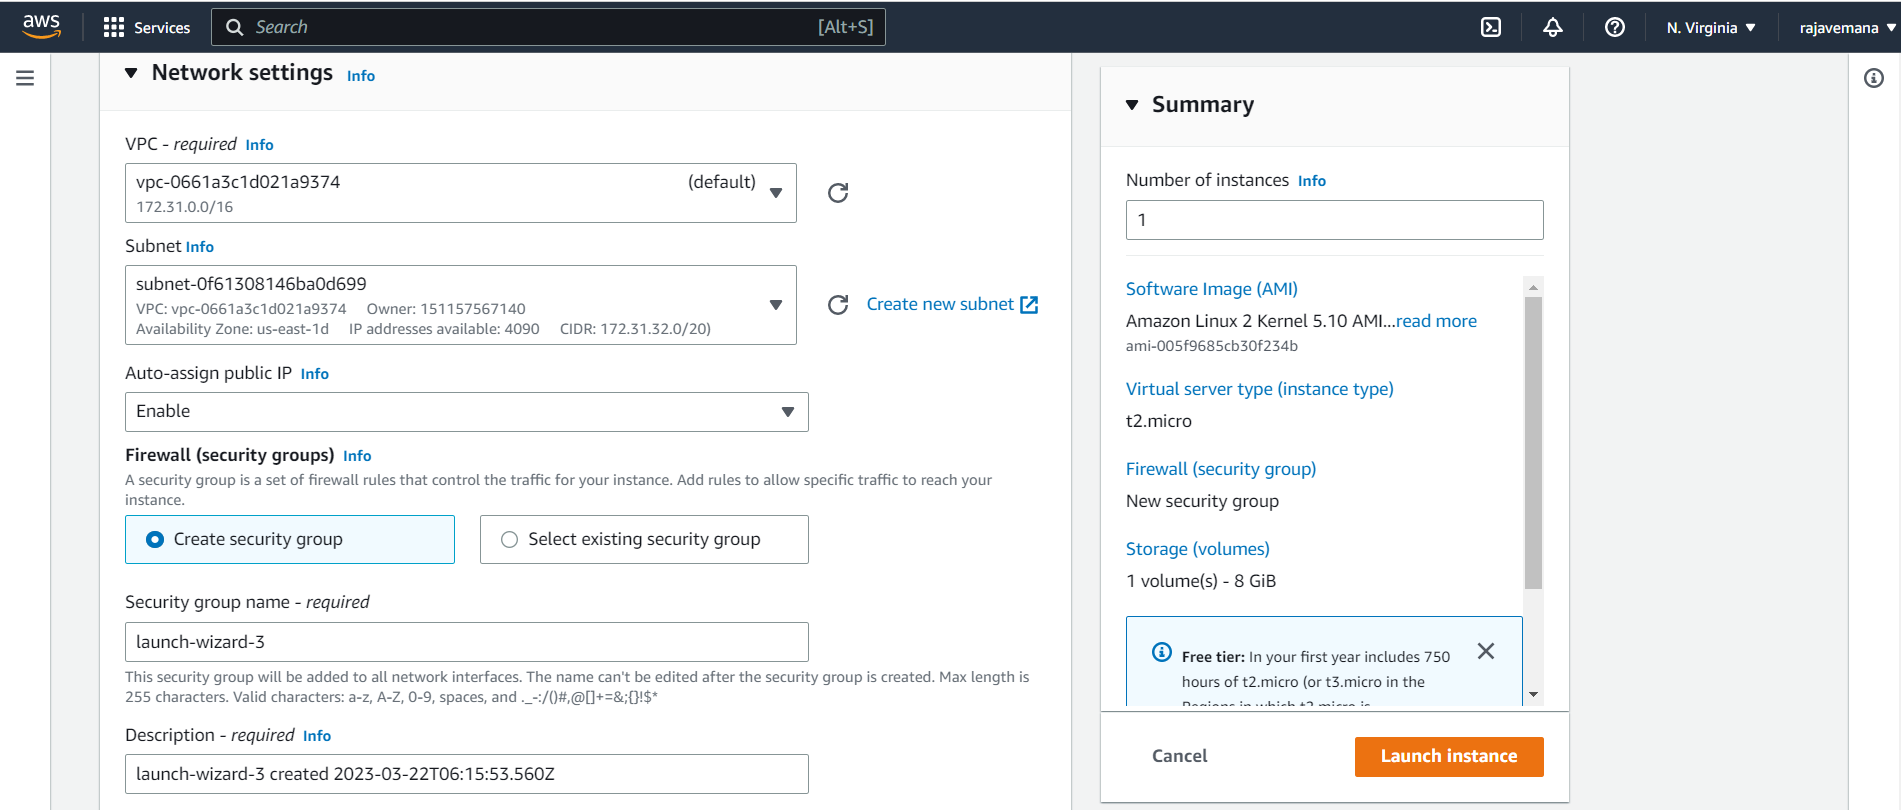 aws
Services
Search
[Alt+S]
N. Virginia
rajavemana
Network settings Info
VPC - required Info
vpc-0661a3c1d021a9374 (default)
172.31.0.0/16
Subnet Info
subnet-0f61308146ba0d699
VPC: vpc-0661a3c1d021a9374 Owner: 151157567140
Availability Zone: us-east-1d IP addresses available: 4090 CIDR: 172.31.32.0/20)
Create new subnet
Auto-assign public IP Info
Enable
Firewall (security groups) Info
A security group is a set of firewall rules that control the traffic for your instance. Add rules to allow specific traffic to reach your
instance.
Create security group
Select existing security group
Security group name - required
launch-wizard-3
This security group will be added to all network interfaces. The name can't be edited after the security group is created. Max length is
255 characters. Valid characters: a-z, A-Z, 0-9, spaces, and ._-:/()#,@[]+=&;{}!$*
Description - required Info
launch-wizard-3 created 2023-03-22T06:15:53.560Z
Summary
Number of instances Info
1
Software Image (AMI)
Amazon Linux 2 Kernel 5.10 AMI...read more
ami-005f9685cb30f234b
Virtual server type (instance type)
t2.micro
Firewall (security group)
New security group
Storage (volumes)
1 volume(s) - 8 GiB
Free tier: In your first year includes 750
hours of t2.micro (or t3.micro in the
Regions in which t2.micro is
Cancel
Launch instance